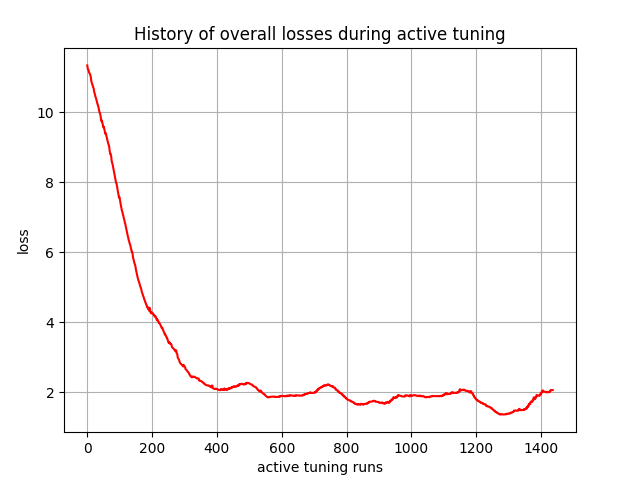 History of overall losses during active tuning
10
8
6
4
2
loss
0 200 400 600 800 1000 1200 1400
active tuning runs